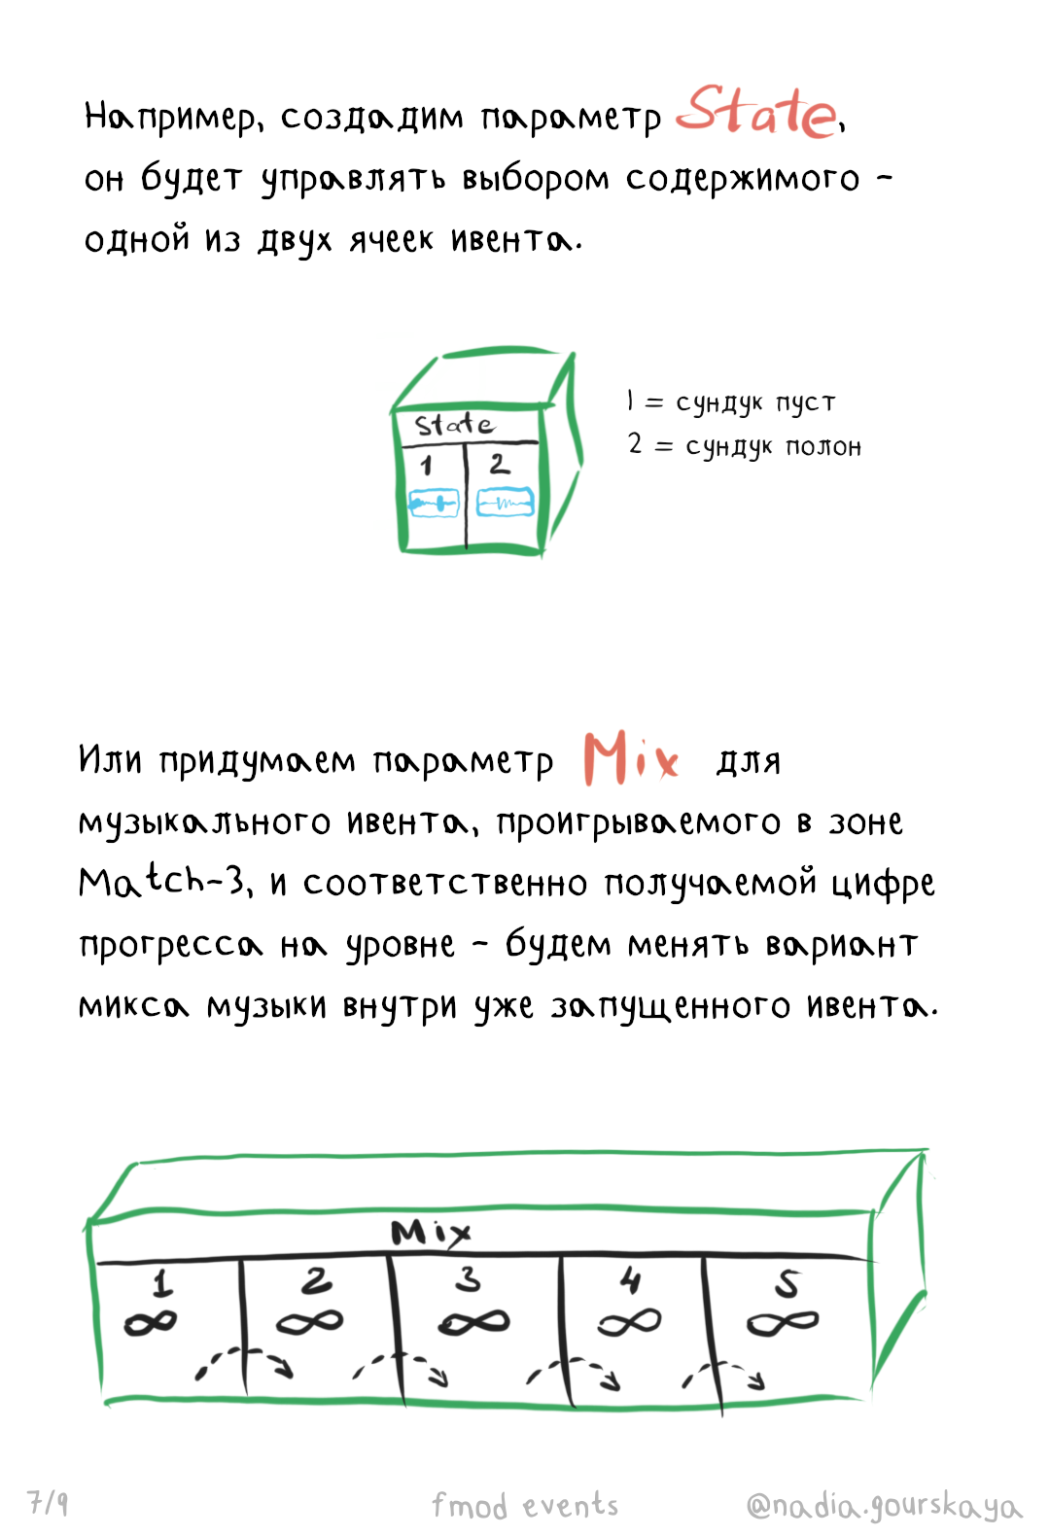 Например, создадим параметр State,
он будет управлять выбором содержимого -
одной из двух ячеек ивента.
State
1 2
1 = сундук пуст
2 = сундук полон
Или придумаем параметр Mix для
музыкального ивента, проигрываемого в зоне
Match-3, и соответственно получаемой цифре
прогресса на уровне - будем менять вариант
микса музыки внутри уже запущенного ивента.
Mix
1 2 3 4 5
∞ ∞ ∞ ∞ ∞
7/9 fmod events @nadia.gourskaya